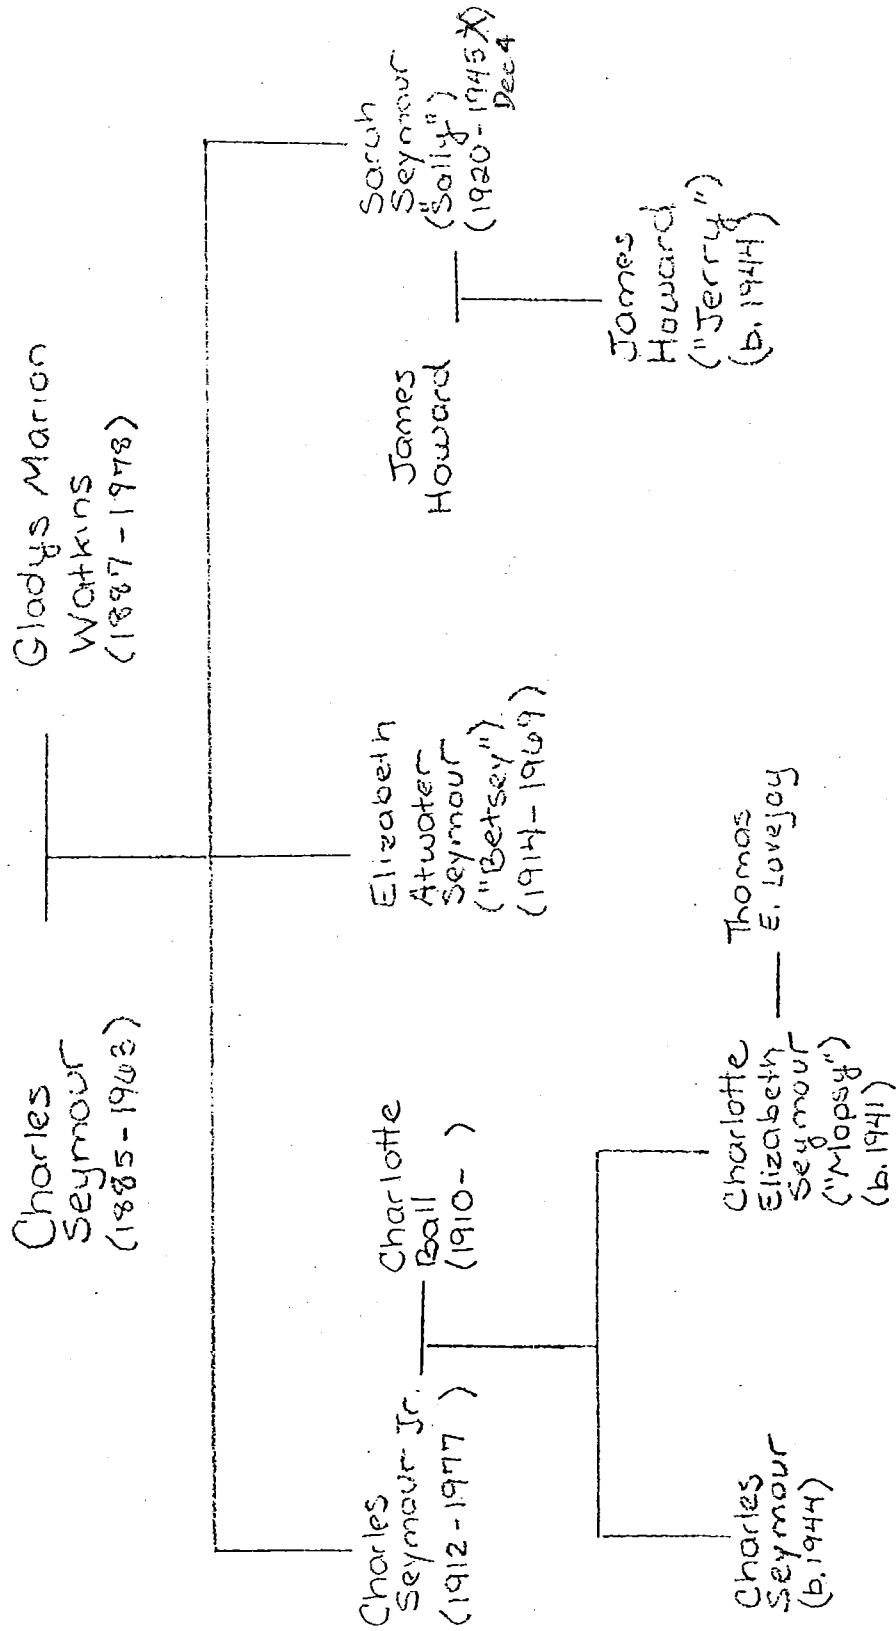 Charles
Seymour
(1885-1963)
Gladys Marion
Watkins
(1887-1978)
Charles
Seymour Jr.
(1912-1977 )
Charlotte
Ball
(1910- )
Elizabeth
Atwater
Seymour
("Betsey")
(1914-1969)
James
Howard
Sarah
Seymour
("Sally")
(1920-1945
Dec 4
Charles
Seymour
(b.1944)
Charlotte
Elizabeth
Seymour
("Mopsy")
(b.1941)
Thomas
E. Lovejoy
James
Howard
("Jerry")
(b.1944)